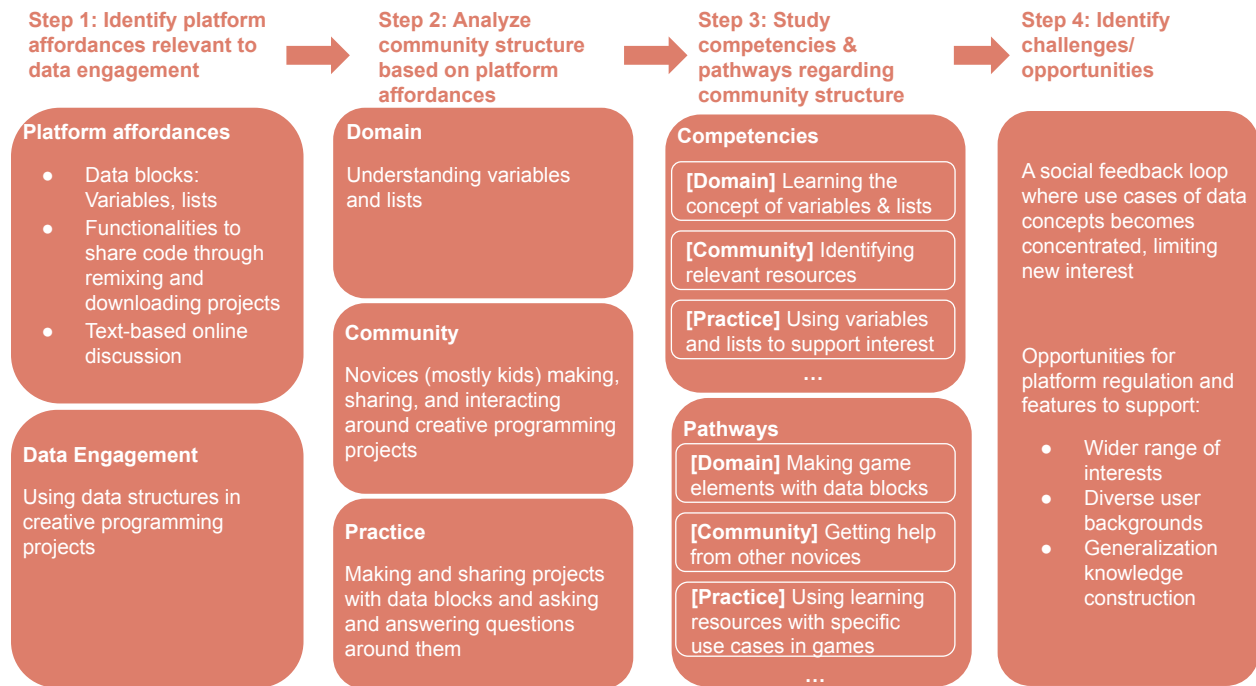 Step 1: Identify platform
affordances relevant to
data engagement
Platform affordances
● Data blocks:
Variables, lists
● Functionalities to
share code through
remixing and
downloading projects
● Text-based online
discussion
Data Engagement
Using data structures in
creative programming
projects
Step 2: Analyze
community structure
based on platform
affordances
Domain
Understanding variables
and lists
Community
Novices (mostly kids) making,
sharing, and interacting
around creative programming
projects
Practice
Making and sharing projects
with data blocks and asking
and answering questions
around them
Step 3: Study
competencies &
pathways regarding
community structure
Competencies
[Domain] Learning the
concept of variables & lists
[Community] Identifying
relevant resources
[Practice] Using variables
and lists to support interest
...
Pathways
[Domain] Making game
elements with data blocks
[Community] Getting help
from other novices
[Practice] Using learning
resources with specific
use cases in games
...
Step 4: Identify
challenges/
opportunities
A social feedback loop
where use cases of data
concepts becomes
concentrated, limiting
new interest
Opportunities for
platform regulation and
features to support:
● Wider range of
interests
● Diverse user
backgrounds
● Generalization
knowledge
construction